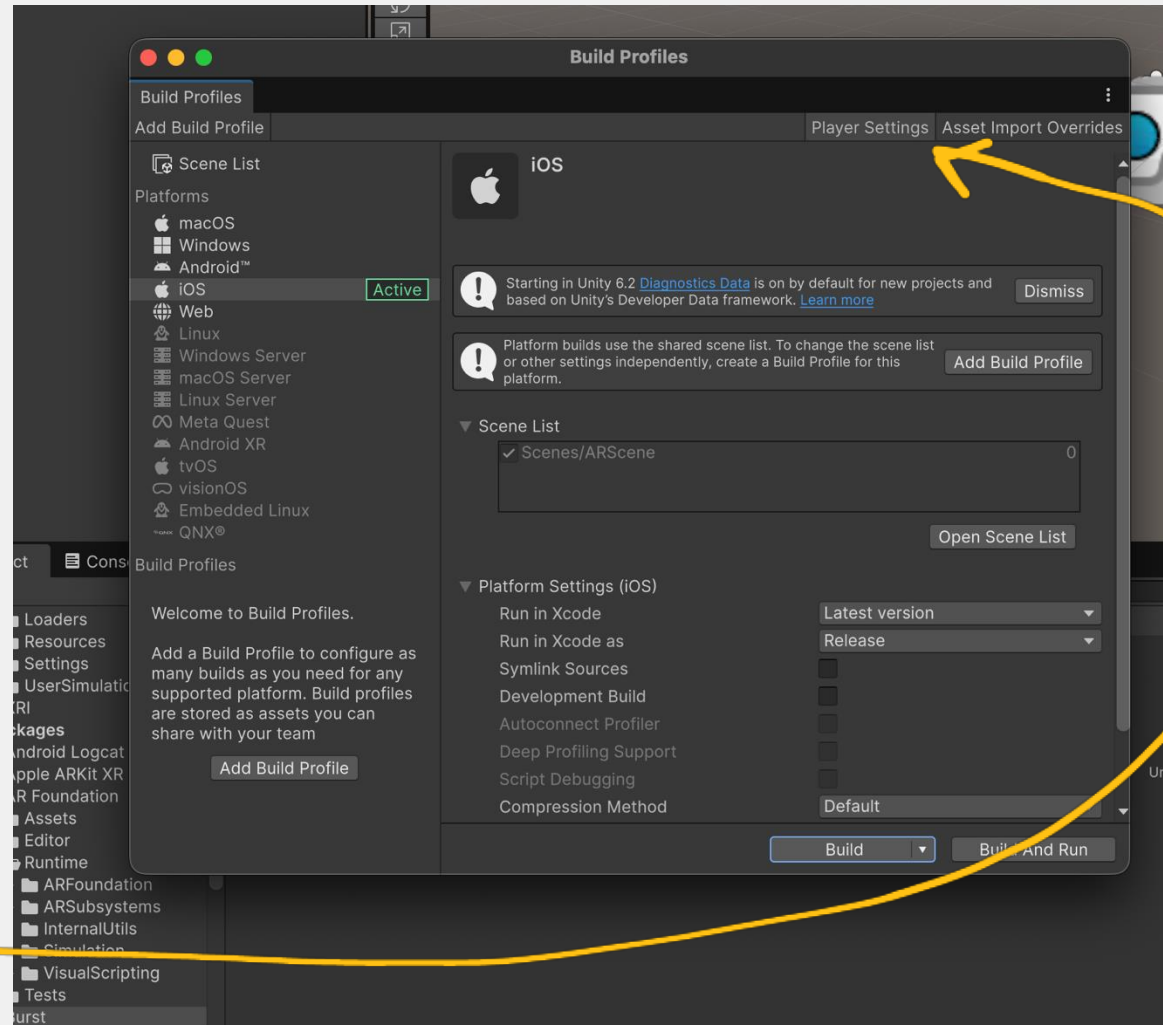 Build Profiles
Build Profiles
Add Build Profile
Player Settings
Asset Import Overrides
Scene List
Platforms
macOS
Windows
Android™
iOS
Active
Web
Linux
Windows Server
macOS Server
Linux Server
Meta Quest
Android XR
tvOS
visionOS
Embedded Linux
QNX®
Build Profiles
Welcome to Build Profiles.
Add a Build Profile to configure as
many builds as you need for any
supported platform. Build profiles
are stored as assets you can
share with your team
Add Build Profile
iOS
Starting in Unity 6.2 Diagnostics Data is on by default for new projects and
based on Unity's Developer Data framework. Learn more
Dismiss
Platform builds use the shared scene list. To change the scene list
or other settings independently, create a Build Profile for this
platform.
Add Build Profile
Scene List
Scenes/ARScene 0
Open Scene List
Platform Settings (iOS)
Run in Xcode Latest version
Run in Xcode as Release
Symlink Sources
Development Build
Autoconnect Profiler
Deep Profiling Support
Script Debugging
Compression Method Default
Build
Build And Run
ct
Conso
Loaders
Resources
Settings
UserSimulatio
XRI
ckages
Android Logcat
Apple ARKit XR
AR Foundation
Assets
Editor
Runtime
ARFoundation
ARSubsystems
InternalUtils
Simulation
VisualScripting
Tests
Burst